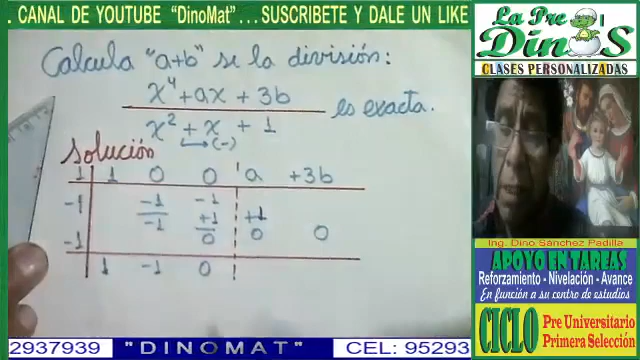 . CANAL DE YOUTUBE "DinoMat"... SUSCRIBETE Y DALE UN LIKE
La Pre
DinoS
CLASES PERSONALIZADAS
Calcula "a+b" si la división:
x⁴ + ax + 3b
es exacta.
x² + x + 1
(-)
Solución
1 1 0 0 a +3b
-1 -1 -1
-1 +1 +1
-1 0 0 0
1 -1 0
Ing. Dino Sánchez Padilla
APOYO EN TAREAS
Reforzamiento - Nivelación - Avance
En función a su centro de estudios
CICLO Pre Universitario
Primera Selección
2937939 "DINOMAT" CEL: 95293